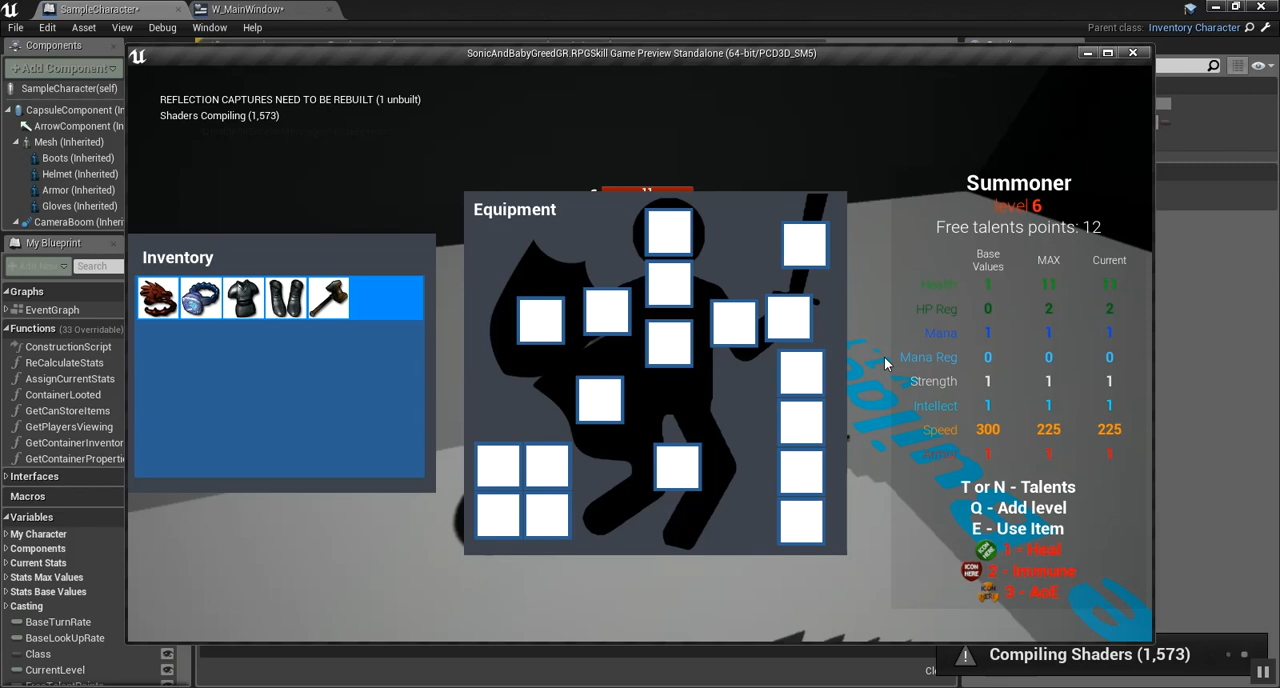 SampleCharacter*
W_MainWindow*
File Edit Asset View Debug Window Help
Parent class: Inventory Character
Components
SonicAndBabyGreedGR.RPGSkill Game Preview Standalone (64-bit/PCD3D_SM5)
+Add Component
SampleCharacter(self)
CapsuleComponent (In
ArrowComponent (In
Mesh (Inherited)
Boots (Inherited)
Helmet (Inherited)
Armor (Inherited)
Gloves (Inherited)
CameraBoom (Inheri
My Blueprint
Search
Graphs
EventGraph
Functions (33 Overridable)
ConstructionScript
ReCalculateStats
AssignCurrentStats
ContainerLooted
GetCanStoreItems
GetPlayersViewing
GetContainerInventor
GetContainerProperti
Interfaces
Macros
Variables
My Character
Components
Current Stats
Stats Max Values
Stats Base Values
Casting
BaseTurnRate
BaseLookUpRate
Class
CurrentLevel
FreeTalentPoints
REFLECTION CAPTURES NEED TO BE REBUILT (1 unbuilt)
Shaders Compiling (1,573)
Inventory
Equipment
Summoner
level 6
Free talents points: 12
Base Values MAX Current
Health 1 11 11
HP Reg 0 2 2
Mana 1 1 1
Mana Reg 0 0 0
Strength 1 1 1
Intellect 1 1 1
Speed 300 225 225
1 1 1
T or N - Talents
Q - Add level
E - Use Item
ICON HERE 1 - Heal
ICON HERE 2 - Immune
3 - AoE
Compiling Shaders (1,573)